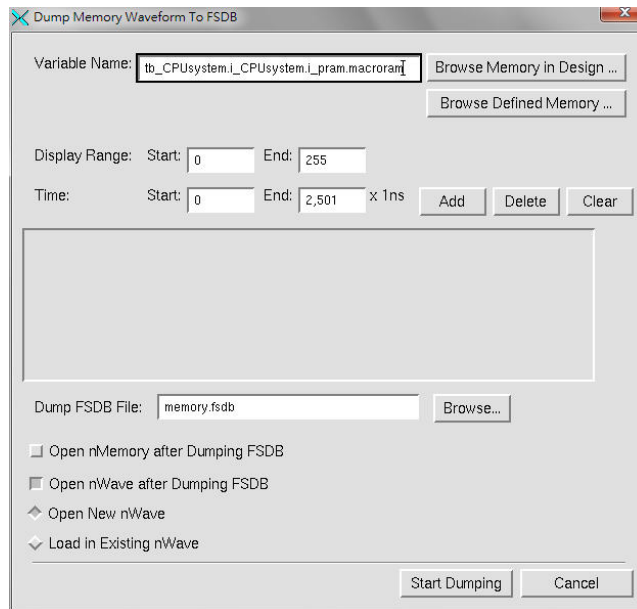 Dump Memory Waveform To FSDB
Variable Name: tb_CPUsystem.i_CPUsystem.i_pram.macroram Browse Memory in Design ...
Browse Defined Memory ...
Display Range: Start: 0 End: 255
Time: Start: 0 End: 2,501 x 1ns Add Delete Clear
Dump FSDB File: memory.fsdb Browse...
Open nMemory after Dumping FSDB
Open nWave after Dumping FSDB
Open New nWave
Load in Existing nWave
Start Dumping Cancel